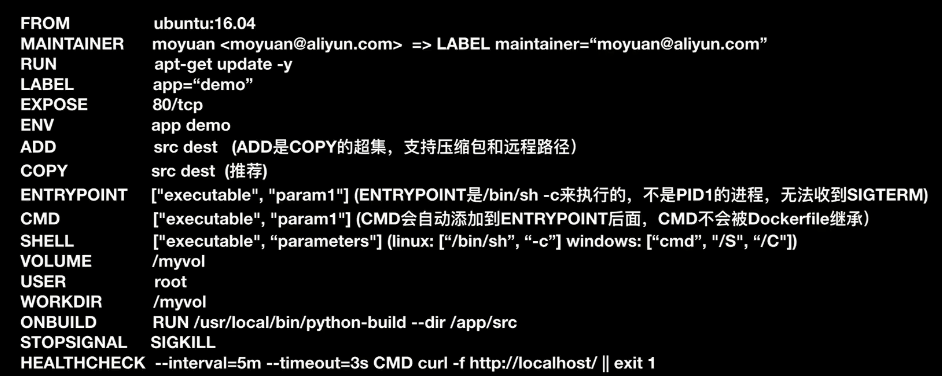 FROM ubuntu:16.04
MAINTAINER moyuan <moyuan@aliyun.com> => LABEL maintainer=“moyuan@aliyun.com”
RUN apt-get update -y
LABEL app=“demo”
EXPOSE 80/tcp
ENV app demo
ADD src dest (ADD是COPY的超集，支持压缩包和远程路径）
COPY src dest (推荐)
ENTRYPOINT ["executable", "param1"] (ENTRYPOINT是/bin/sh -c来执行的，不是PID1的进程，无法收到SIGTERM)
CMD ["executable", "param1"] (CMD会自动添加到ENTRYPOINT后面，CMD不会被Dockerfile继承）
SHELL ["executable", “parameters"] (linux: [“/bin/sh”, “-c”] windows: [“cmd”, "/S", “/C"])
VOLUME /myvol
USER root
WORKDIR /myvol
ONBUILD RUN /usr/local/bin/python-build --dir /app/src
STOPSIGNAL SIGKILL
HEALTHCHECK --interval=5m --timeout=3s CMD curl -f http://localhost/ || exit 1